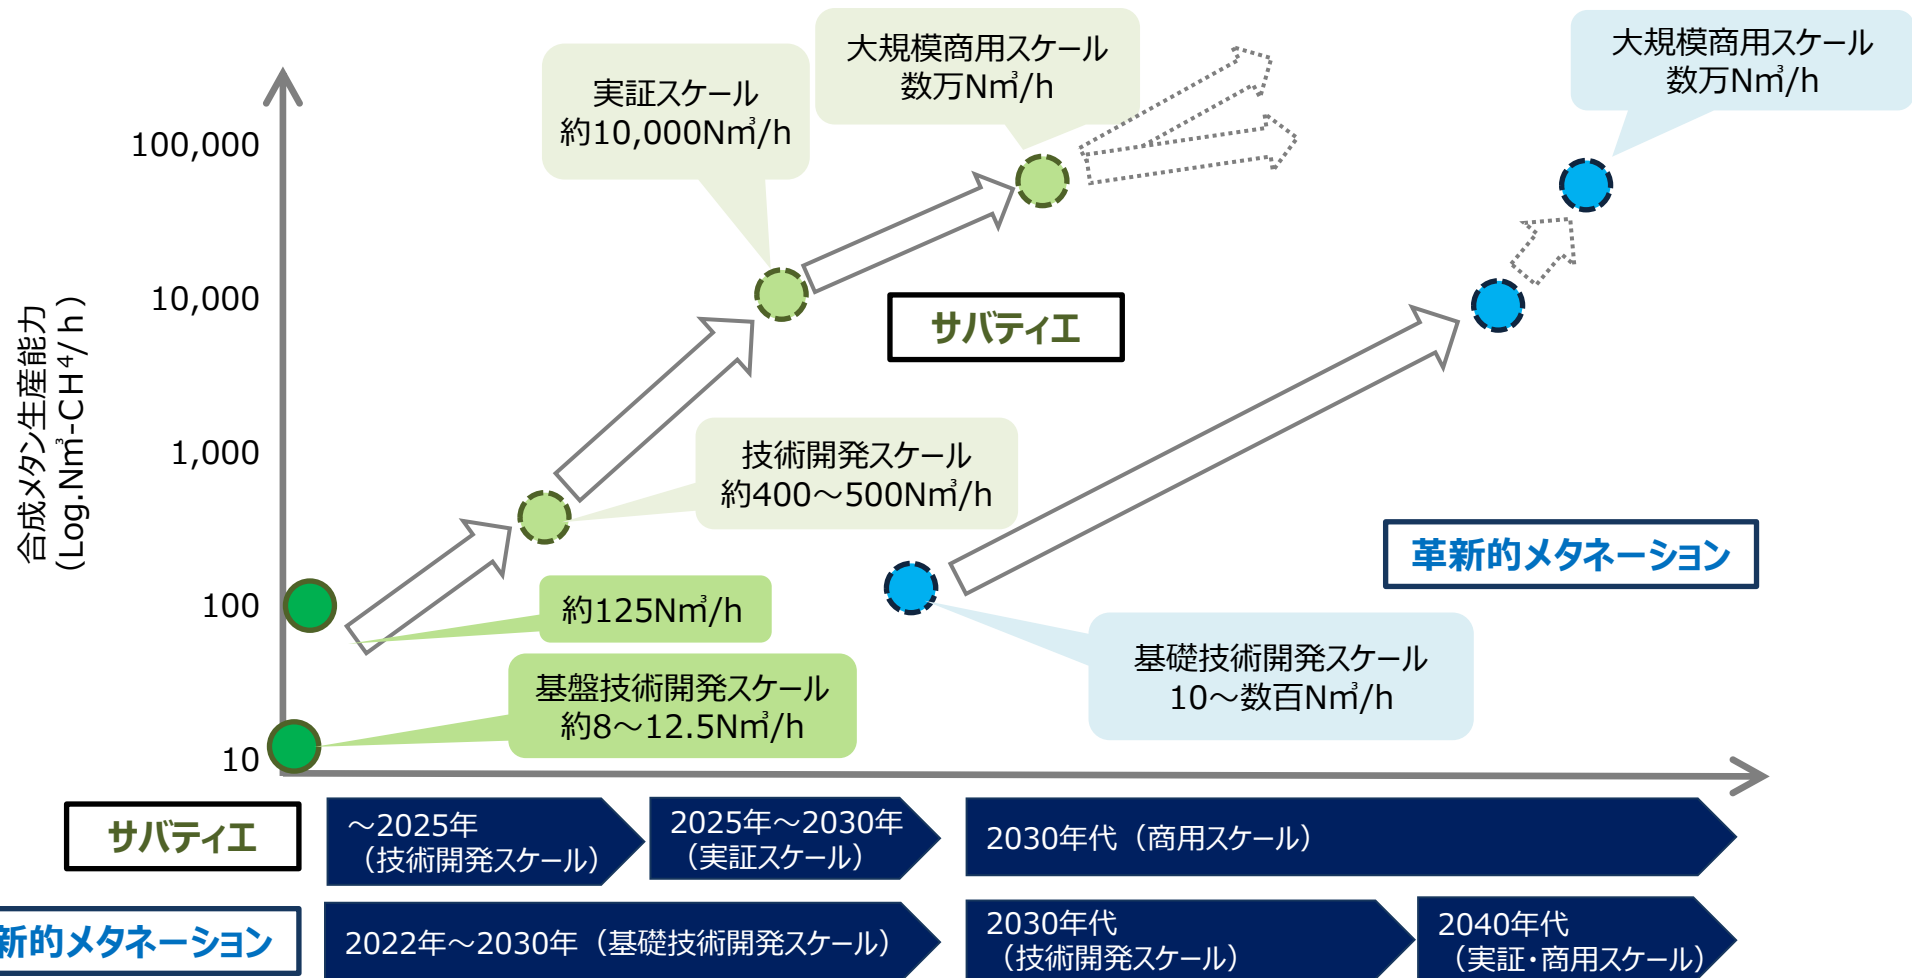 大規模商用スケール
数万N㎥/h
大規模商用スケール
数万N㎥/h
実証スケール
約10,000N㎥/h
100,000
10,000
1,000
100
10
合成メタン生産能力
(Log.N㎥-CH⁴/h)
サバティエ
技術開発スケール
約400～500N㎥/h
革新的メタネーション
約125N㎥/h
基盤技術開発スケール
約8～12.5N㎥/h
基礎技術開発スケール
10～数百N㎥/h
サバティエ
～2025年
（技術開発スケール）
2025年～2030年
（実証スケール）
2030年代（商用スケール）
新的メタネーション
2022年～2030年（基礎技術開発スケール）
2030年代
（技術開発スケール）
2040年代
（実証・商用スケール）